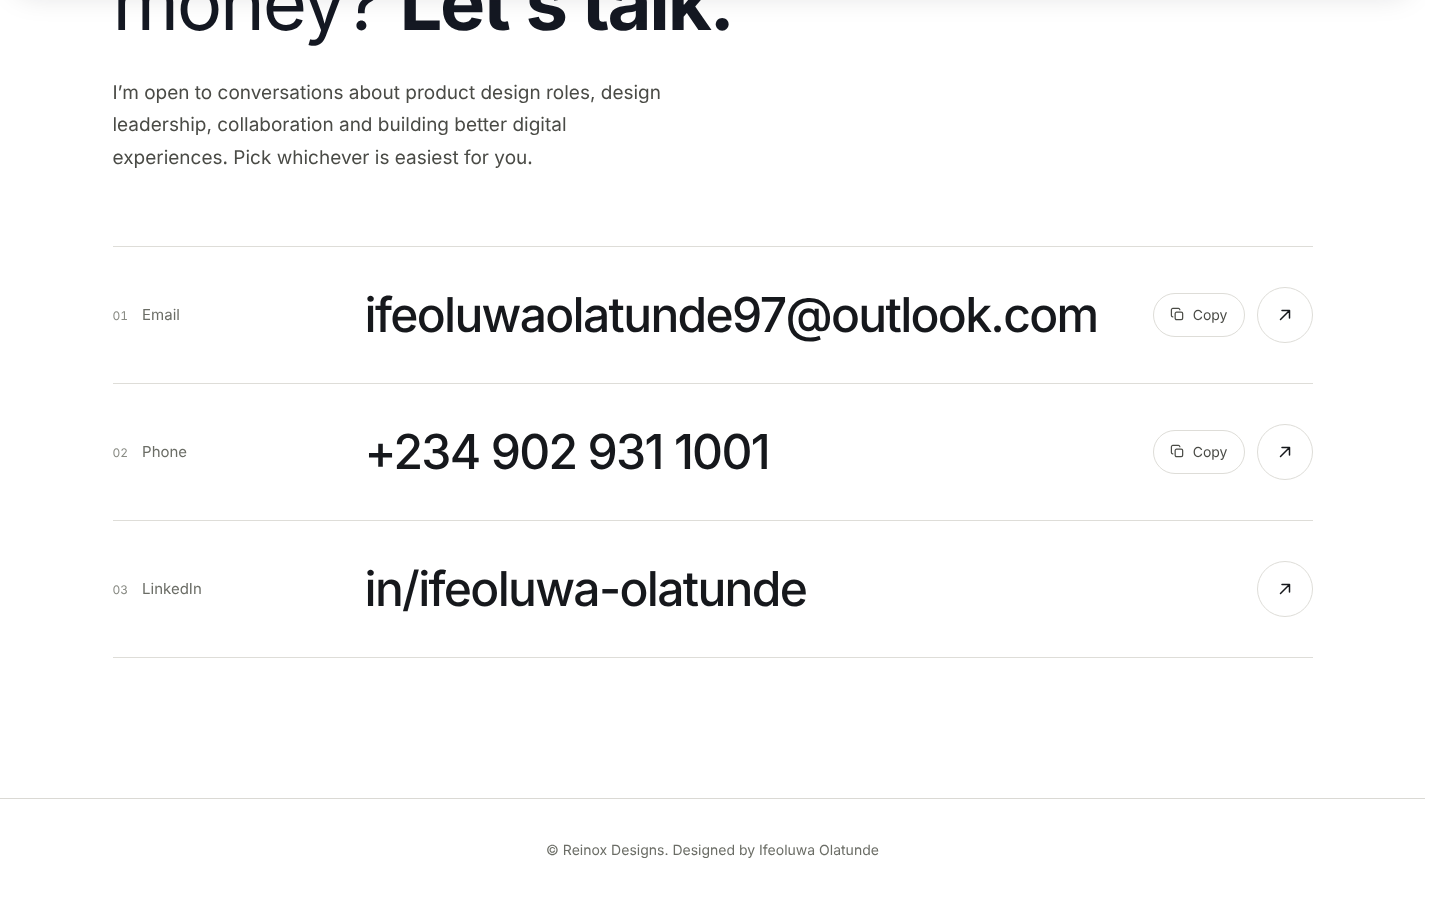 money? Let's talk.
I’m open to conversations about product design roles, design
leadership, collaboration and building better digital
experiences. Pick whichever is easiest for you.
01 Email ifeoluwaolatunde97@outlook.com Copy
02 Phone +234 902 931 1001 Copy
03 LinkedIn in/ifeoluwa-olatunde
© Reinox Designs. Designed by Ifeoluwa Olatunde